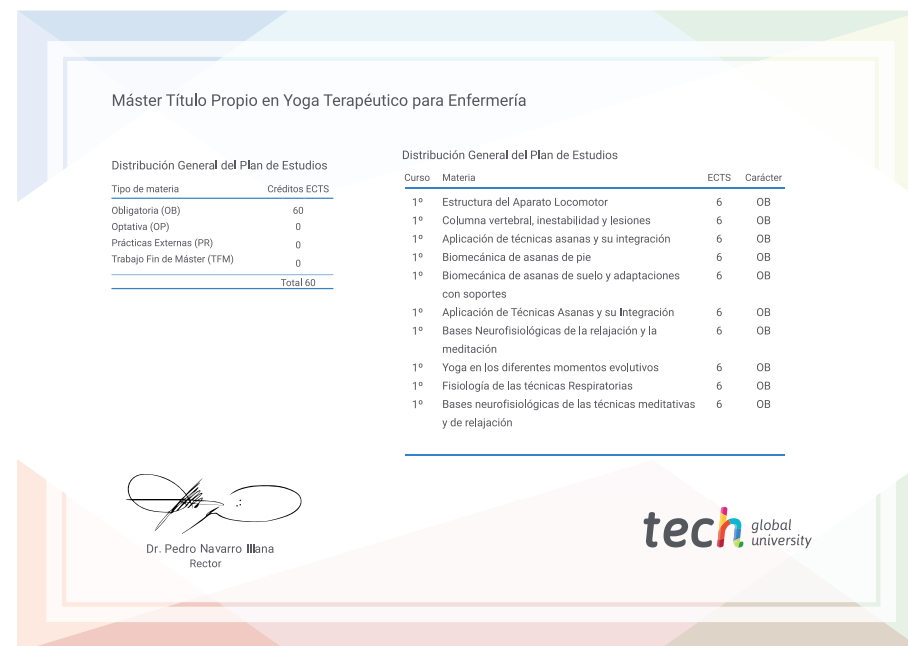 Máster Título Propio en Yoga Terapéutico para Enfermería
Distribución General del Plan de Estudios
Tipo de materia Créditos ECTS
Obligatoria (OB) 60
Optativa (OP) 0
Prácticas Externas (PR) 0
Trabajo Fin de Máster (TFM) 0
Total 60
Distribución General del Plan de Estudios
Curso Materia ECTS Carácter
1º Estructura del Aparato Locomotor 6 OB
1º Columna vertebral, inestabilidad y lesiones 6 OB
1º Aplicación de técnicas asanas y su integración 6 OB
1º Biomecánica de asanas de pie 6 OB
1º Biomecánica de asanas de suelo y adaptaciones 6 OB
con soportes
1º Aplicación de Técnicas Asanas y su Integración 6 OB
1º Bases Neurofisiológicas de la relajación y la 6 OB
meditación
1º Yoga en los diferentes momentos evolutivos 6 OB
1º Fisiología de las técnicas Respiratorias 6 OB
1º Bases neurofisiológicas de las técnicas meditativas 6 OB
y de relajación
Dr. Pedro Navarro Illana
Rector
tech global
university